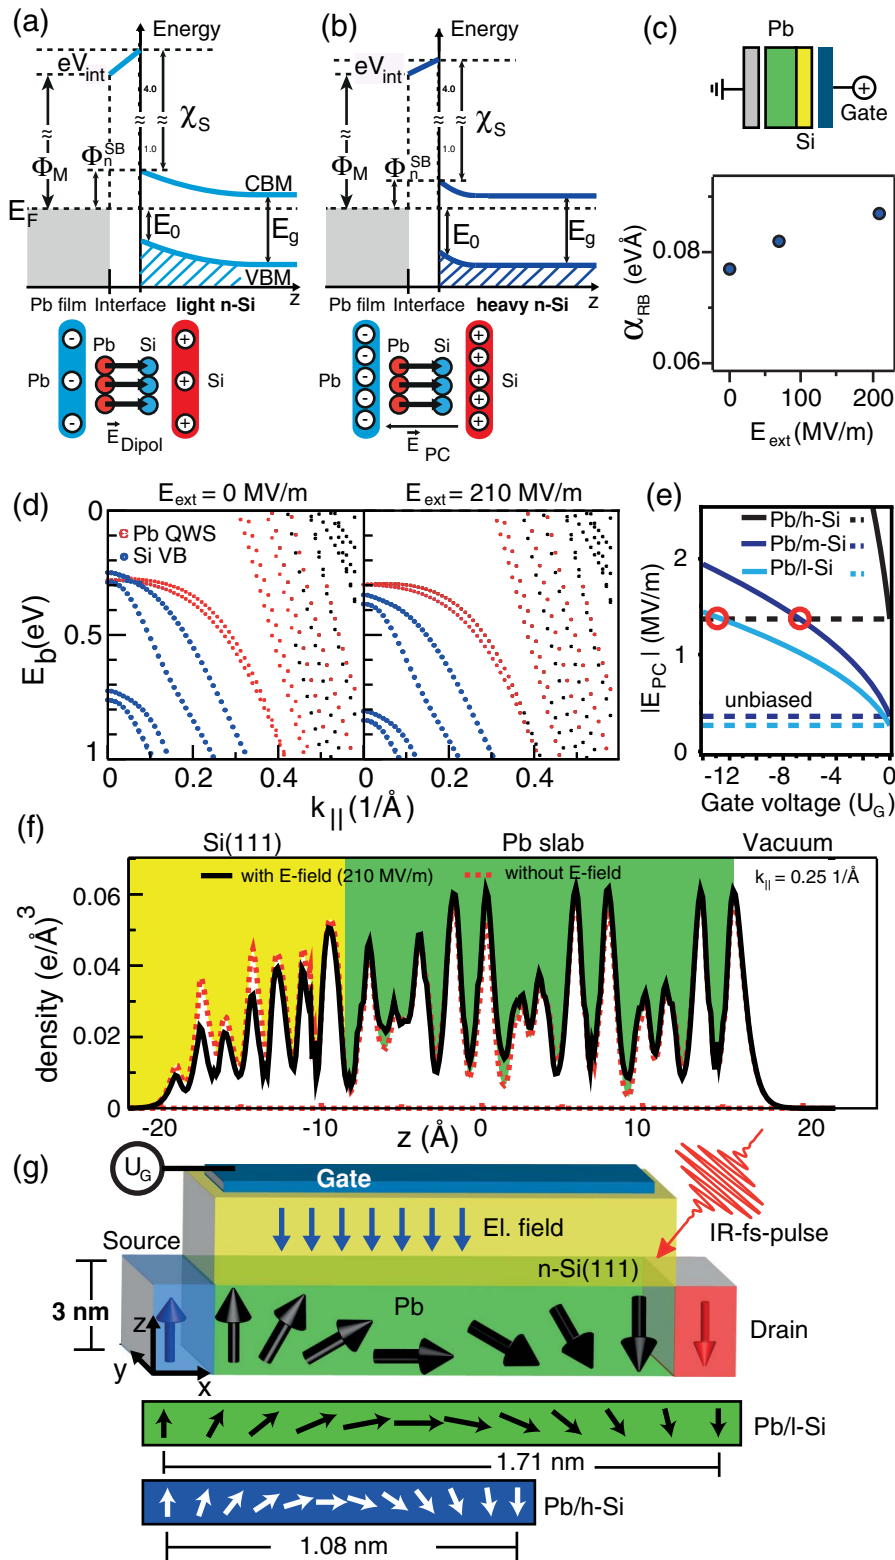 (a)
Energy
eV_int
4.0
χ_S
Φ_M
Φ_n^SB
1.0
CBM
E_F
E_0
E_g
VBM
z
Pb film
Interface
light n-Si
Pb
Pb
Si
Si
E_Dipol
(b)
Energy
eV_int
4.0
χ_S
Φ_M
Φ_n^SB
1.0
E_0
E_g
z
Pb film
Interface
heavy n-Si
Pb
Pb
Si
Si
E_PC
(c)
Pb
Si
Gate
α_RB (eVÅ)
0.08
0.06
0
100
200
E_ext (MV/m)
(d)
E_ext = 0 MV/m
E_ext = 210 MV/m
Pb QWS
Si VB
E_b(eV)
0
0.5
1
0
0.2
0.4
0
0.2
0.4
k_|| (1/Å)
(e)
Pb/h-Si
Pb/m-Si
Pb/l-Si
unbiased
|E_PC| (MV/m)
2
1
0
-12
-8
-4
0
Gate voltage (U_G)
(f)
Si(111)
Pb slab
Vacuum
with E-field (210 MV/m)
without E-field
k_|| = 0.25 1/Å
density (e/Å)^3
0.06
0.04
0.02
0
-20
-10
0
10
20
z (Å)
(g)
U_G
Gate
El. field
IR-fs-pulse
Source
n-Si(111)
3 nm
Pb
Drain
z
y
x
Pb/l-Si
1.71 nm
Pb/h-Si
1.08 nm